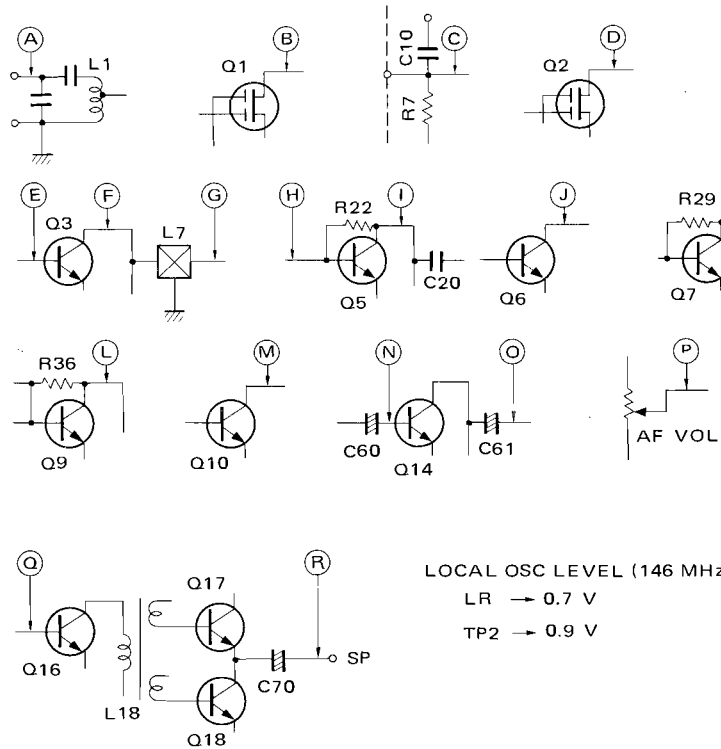 A
L1
Q1
B
C10
C
R7
Q2
D
E
Q3
F
L7
G
H
R22
I
Q5
C20
Q6
J
R29
Q7
R36
L
Q9
M
Q10
N
C60
Q14
O
C61
P
AF VOL
Q
Q16
L18
Q17
Q18
C70
R
SP
LOCAL OSC LEVEL (146 MHz
LR → 0.7 V
TP2 → 0.9 V